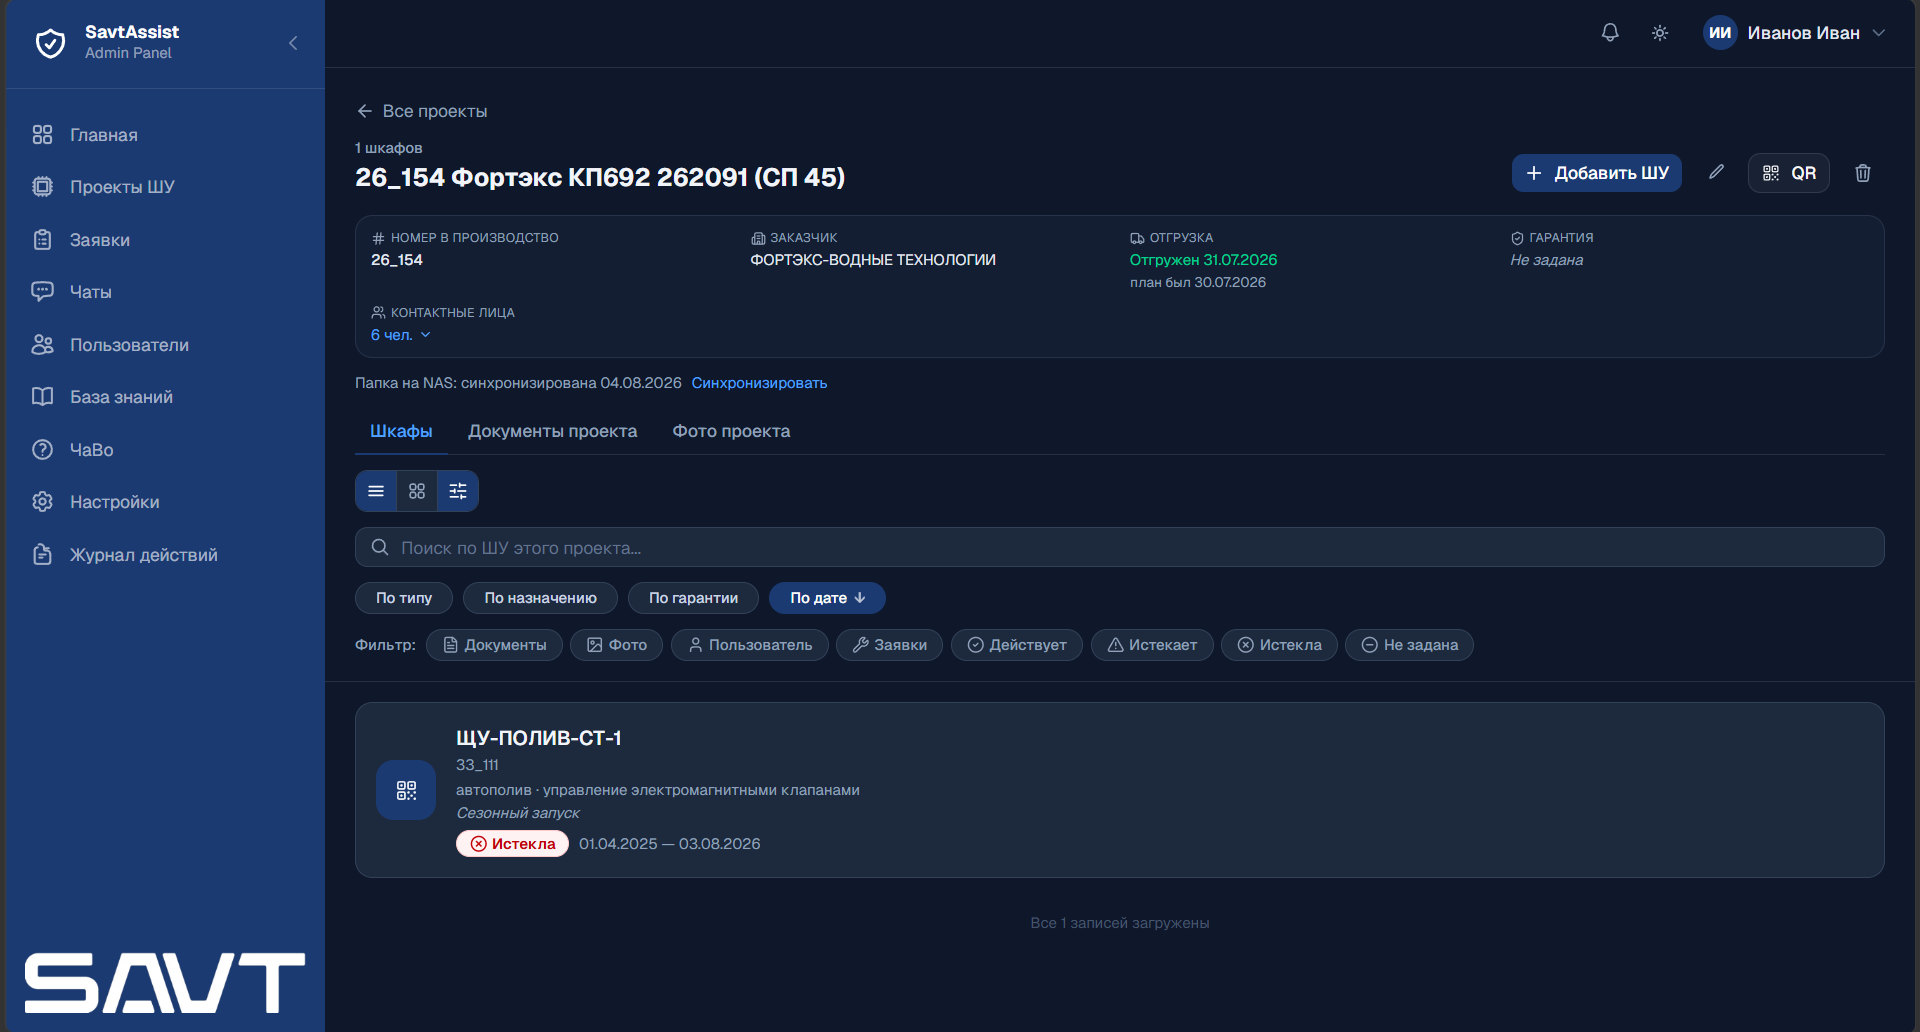 SavtAssist
Admin Panel
Главная
Проекты ШУ
Заявки
Чаты
Пользователи
База знаний
ЧаВо
Настройки
Журнал действий
SAVT
ИИ Иванов Иван
Все проекты
1 шкафов
26_154 Фортэкс КП692 262091 (СП 45)
Добавить ШУ
QR
НОМЕР В ПРОИЗВОДСТВО
26_154
ЗАКАЗЧИК
ФОРТЭКС-ВОДНЫЕ ТЕХНОЛОГИИ
ОТГРУЗКА
Отгружен 31.07.2026
план был 30.07.2026
ГАРАНТИЯ
Не задана
КОНТАКТНЫЕ ЛИЦА
6 чел.
Папка на NAS: синхронизирована 04.08.2026 Синхронизировать
Шкафы Документы проекта Фото проекта
Поиск по ШУ этого проекта...
По типу По назначению По гарантии По дате ↓
Фильтр: Документы Фото Пользователь Заявки Действует Истекает Истекла Не задана
ЩУ-ПОЛИВ-СТ-1
33_111
автополив · управление электромагнитными клапанами
Сезонный запуск
Истекла 01.04.2025 — 03.08.2026
Все 1 записей загружены